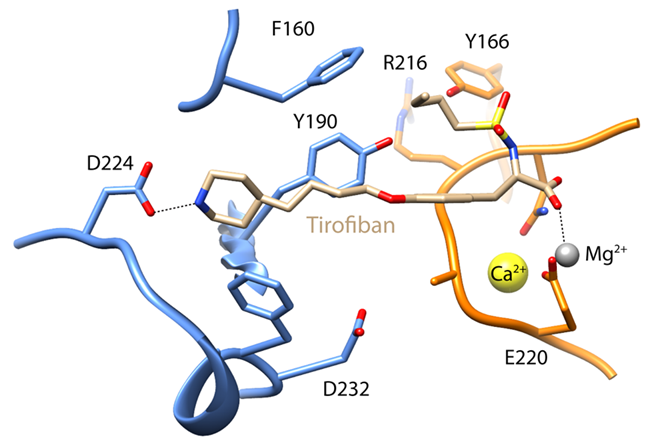 F160
Y166
R216
Y190
D224
Tirofiban
Mg²⁺
Ca²⁺
E220
D232